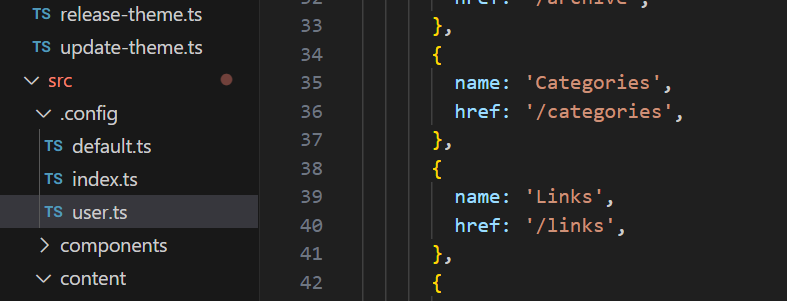 TS release-theme.ts
TS update-theme.ts
src
.config
TS default.ts
TS index.ts
TS user.ts
components
content
32 href: '/archive',
33 },
34 {
35 name: 'Categories',
36 href: '/categories',
37 },
38 {
39 name: 'Links',
40 href: '/links',
41 },
42 {